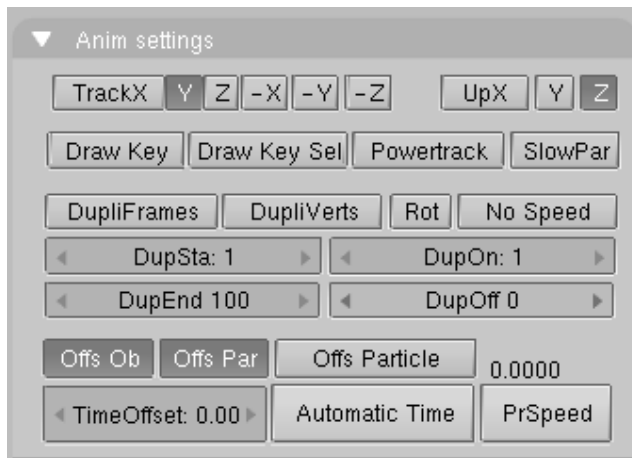 Anim settings
TrackX Y Z -X -Y -Z UpX Y Z
Draw Key Draw Key Sel Powertrack SlowPar
DupliFrames DupliVerts Rot No Speed
DupSta: 1 DupOn: 1
DupEnd 100 DupOff 0
Offs Ob Offs Par Offs Particle 0.0000
TimeOffset: 0.00 Automatic Time PrSpeed